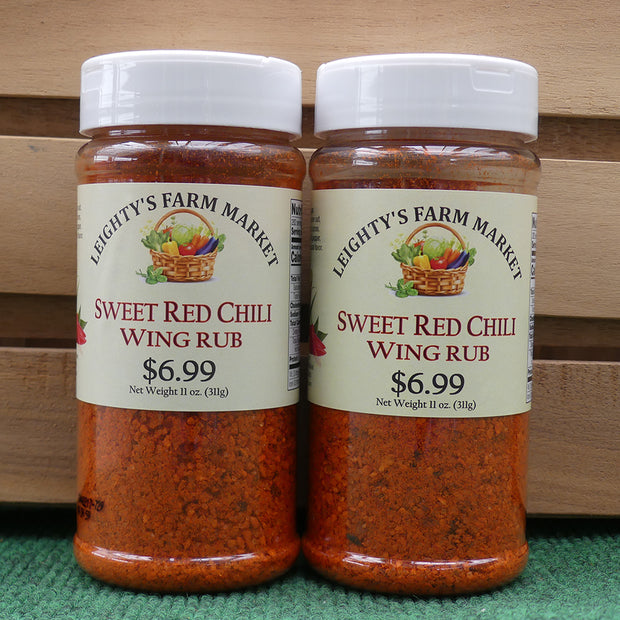 LEIGHTY'S FARM MARKET
SWEET RED CHILI
WING RUB
$6.99
Net Weight 11 oz. (311g)
LEIGHTY'S FARM MARKET
SWEET RED CHILI
WING RUB
$6.99
Net Weight 11 oz. (311g)